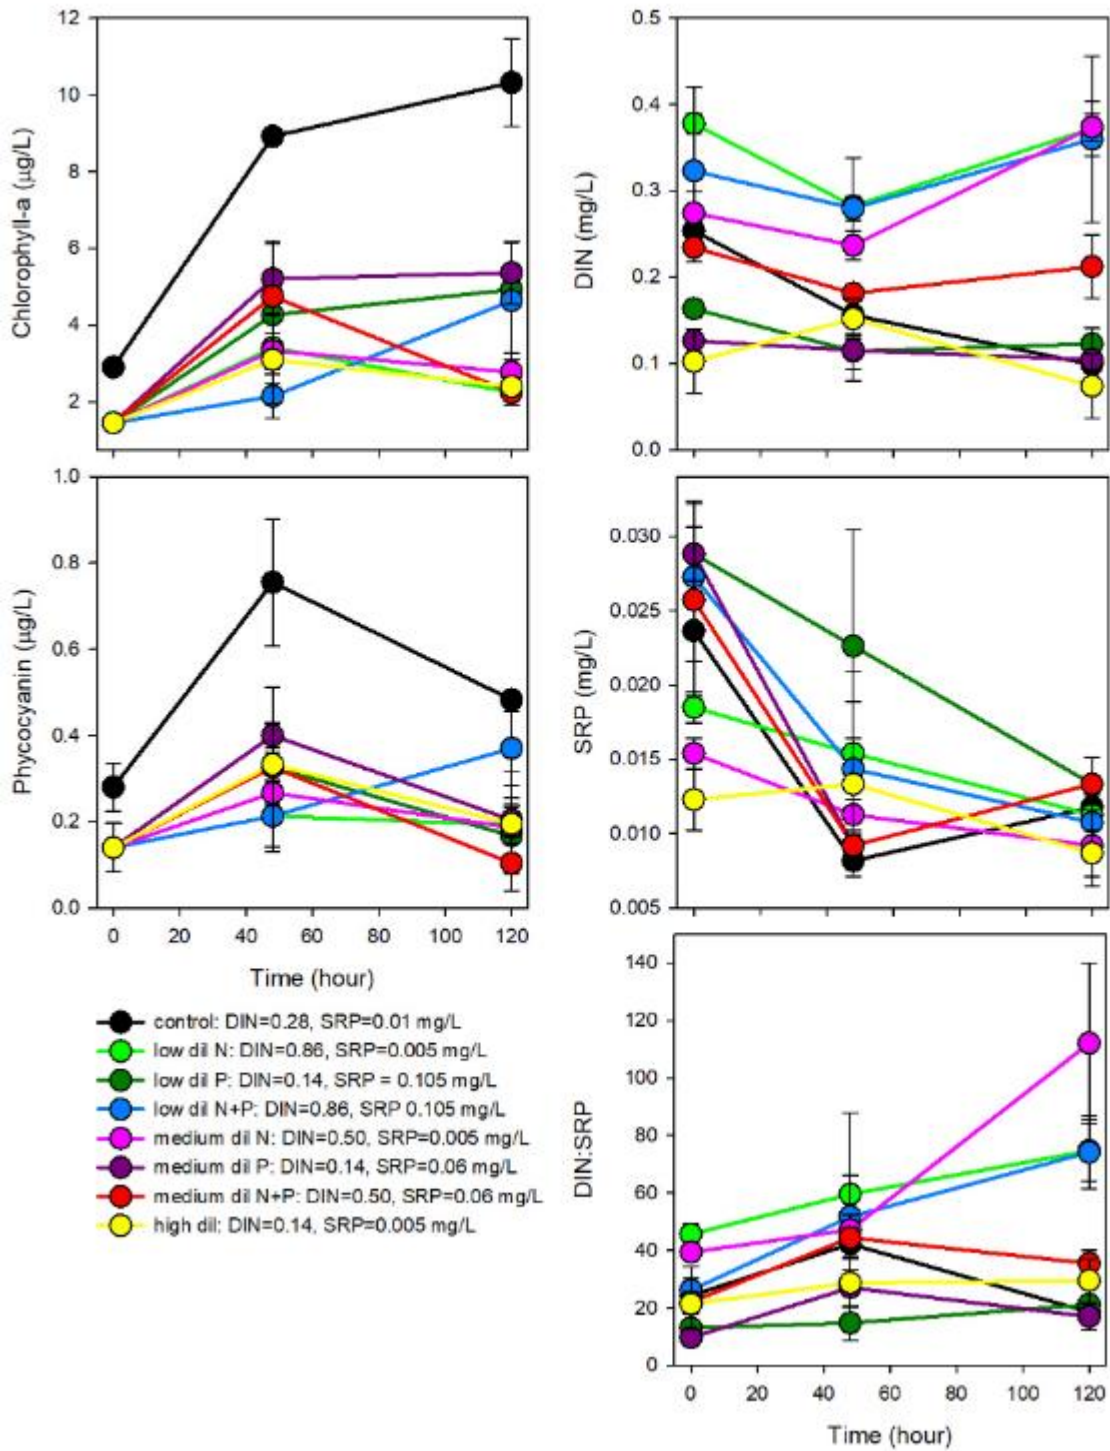 Chlorophyll-a (µg/L)
12
10
8
6
4
2
DIN (mg/L)
0.5
0.4
0.3
0.2
0.1
0.0
Phycocyanin (µg/L)
1.0
0.8
0.6
0.4
0.2
0.0
0 20 40 60 80 100 120
Time (hour)
SRP (mg/L)
0.030
0.025
0.020
0.015
0.010
0.005
control: DIN=0.28, SRP=0.01 mg/L
low dil N: DIN=0.86, SRP=0.005 mg/L
low dil P: DIN=0.14, SRP = 0.105 mg/L
low dil N+P: DIN=0.86, SRP 0.105 mg/L
medium dil N: DIN=0.50, SRP=0.005 mg/L
medium dil P: DIN=0.14, SRP=0.06 mg/L
medium dil N+P: DIN=0.50, SRP=0.06 mg/L
high dil: DIN=0.14, SRP=0.005 mg/L
DIN:SRP
140
120
100
80
60
40
20
0
0 20 40 60 80 100 120
Time (hour)